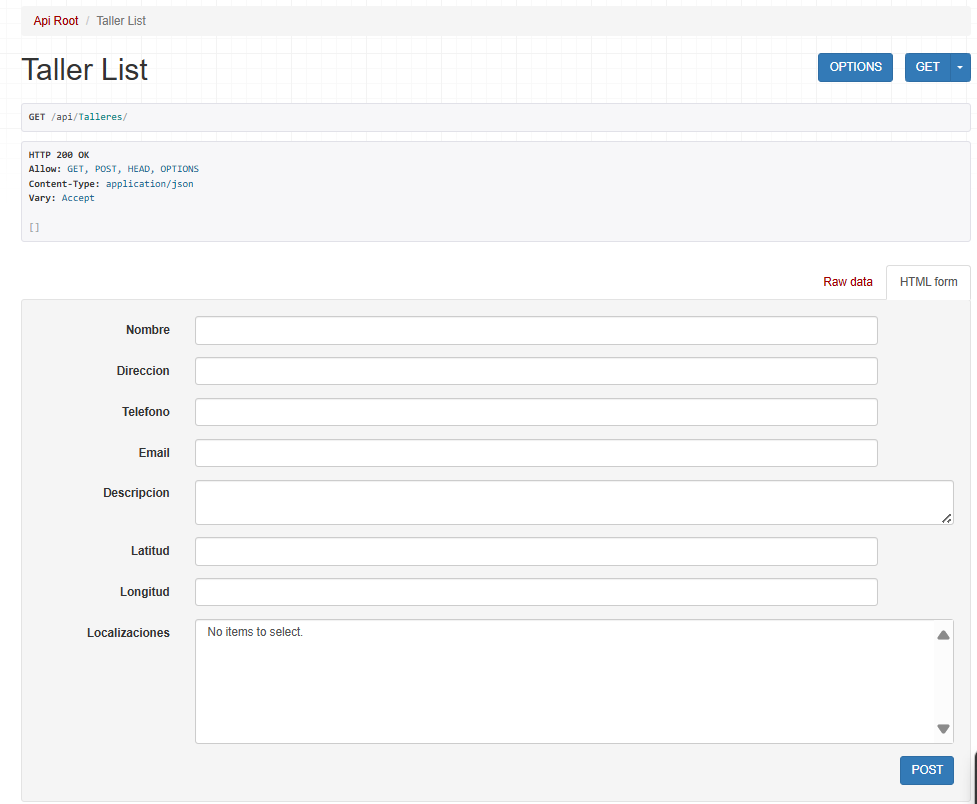 Api Root / Taller List
Taller List
OPTIONS
GET
GET /api/Talleres/
HTTP 200 OK
Allow: GET, POST, HEAD, OPTIONS
Content-Type: application/json
Vary: Accept
[]
Raw data
HTML form
Nombre
Direccion
Telefono
Email
Descripcion
Latitud
Longitud
Localizaciones
No items to select.
POST